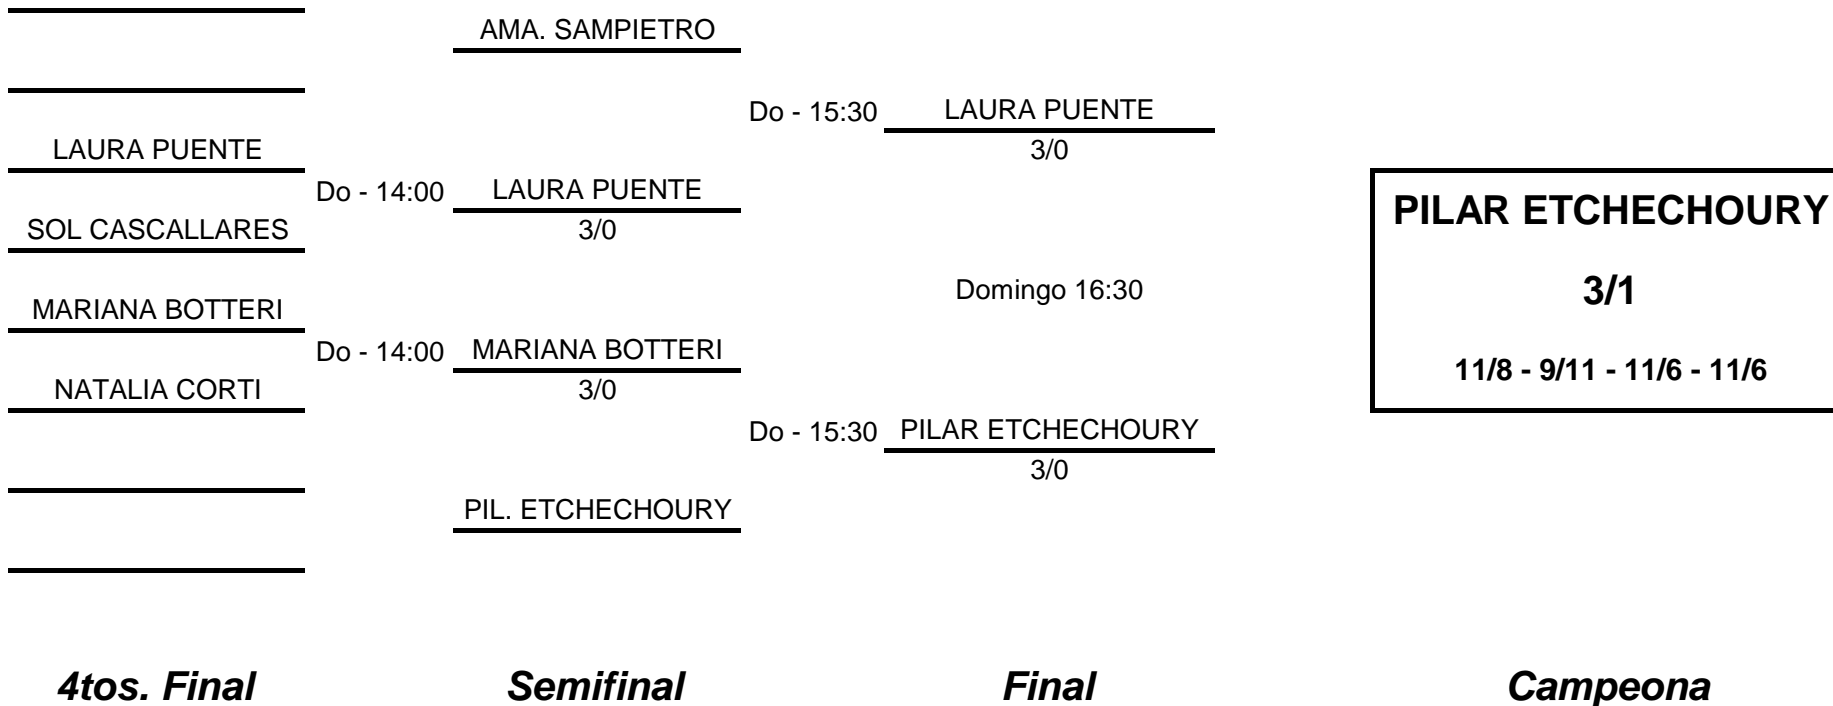 AMA. SAMPIETRO
Do - 15:30 LAURA PUENTE
LAURA PUENTE
3/0
Do - 14:00 LAURA PUENTE
PILAR ETCHECHOURY
SOL CASCALLARES
3/0
MARIANA BOTTERI
Domingo 16:30
3/1
Do - 14:00 MARIANA BOTTERI
11/8 - 9/11 - 11/6 - 11/6
NATALIA CORTI
3/0
Do - 15:30 PILAR ETCHECHOURY
3/0
PIL. ETCHECHOURY
4tos. Final
Semifinal
Final
Campeona